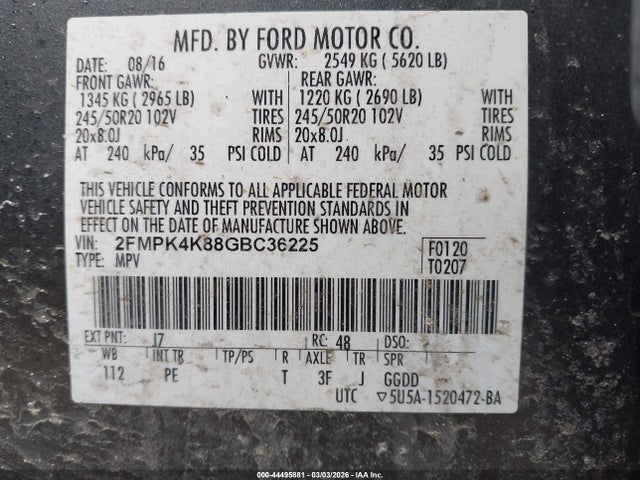 MFD. BY FORD MOTOR CO.
DATE: 08/16 GVWR: 2549 KG ( 5620 LB)
FRONT GAWR: REAR GAWR:
1345 KG ( 2965 LB) WITH 1220 KG ( 2690 LB) WITH
245/50R20 102V TIRES 245/50R20 102V TIRES
20x8.0J RIMS 20x8.0J RIMS
AT 240 kPa/ 35 PSI COLD AT 240 kPa/ 35 PSI COLD
THIS VEHICLE CONFORMS TO ALL APPLICABLE FEDERAL MOTOR
VEHICLE SAFETY AND THEFT PREVENTION STANDARDS IN
EFFECT ON THE DATE OF MANUFACTURE SHOWN ABOVE.
VIN: 2FMPK4K88GBC36225 F0120
TYPE: MPV T0207
EXT PNT: J7 RC: 48 DSO:
WB INT TR TP/PS R AXLE TR SPR
112 PE T 3F J GGDD
UTC ▽5U5A-1520472-BA
000-44495881 - 03/03/2026 - IAA Inc.